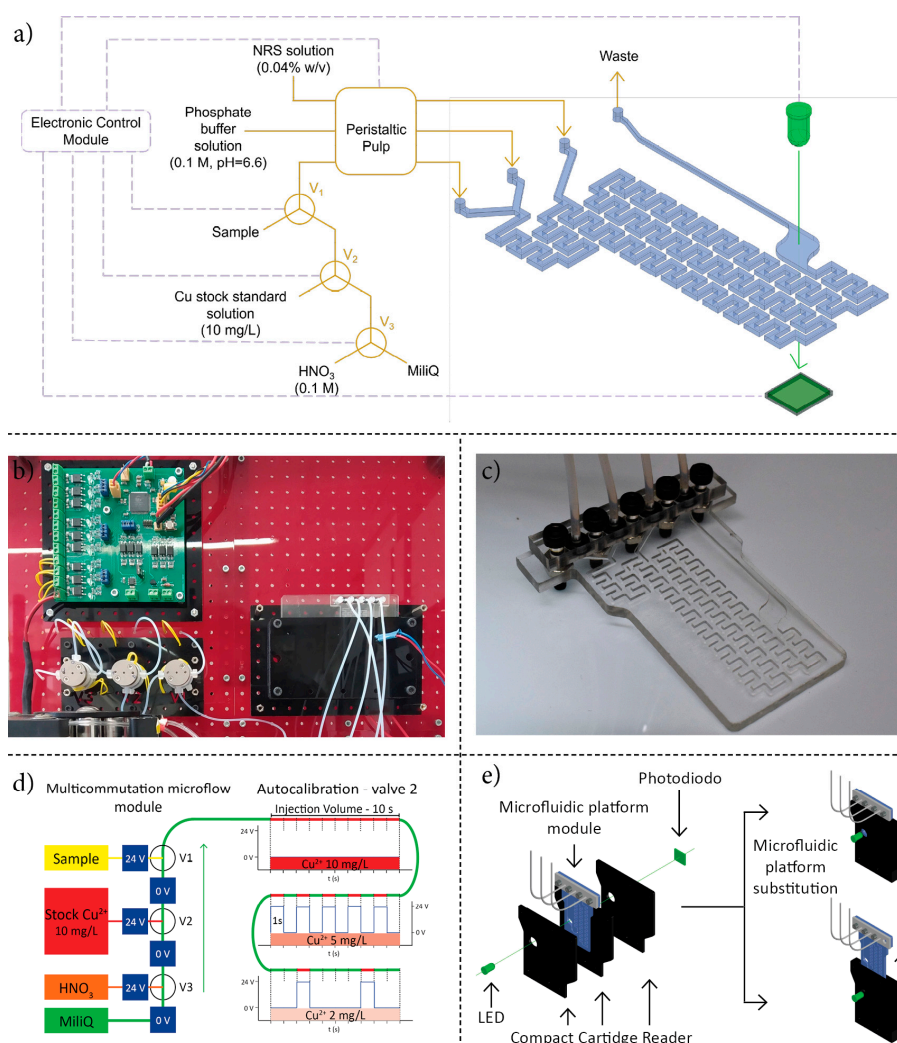 a)
NRS solution
(0.04% w/v)
Waste
Electronic Control
Module
Phosphate
buffer
solution
(0.1 M, pH=6.6)
Peristaltic
Pulp
V1
Sample
V2
Cu stock standard
solution
(10 mg/L)
V3
HNO3
(0.1 M)
MiliQ
b)
c)
d)
Multicommutation microflow
module
Autocalibration - valve 2
Injection Volume - 10 s
24 V
0 V
Cu2+ 10 mg/L
t (s)
Sample
24 V
V1
0 V
Stock Cu2+
10 mg/L
24 V
V2
0 V
1s
24 V
0 V
Cu2+ 5 mg/L
t (s)
HNO3
24 V
V3
MiliQ
0 V
24 V
0 V
Cu2+ 2 mg/L
t (s)
e)
Photodiodo
Microfluidic platform
module
Microfluidic
platform
substitution
LED
Compact Cartidge Reader